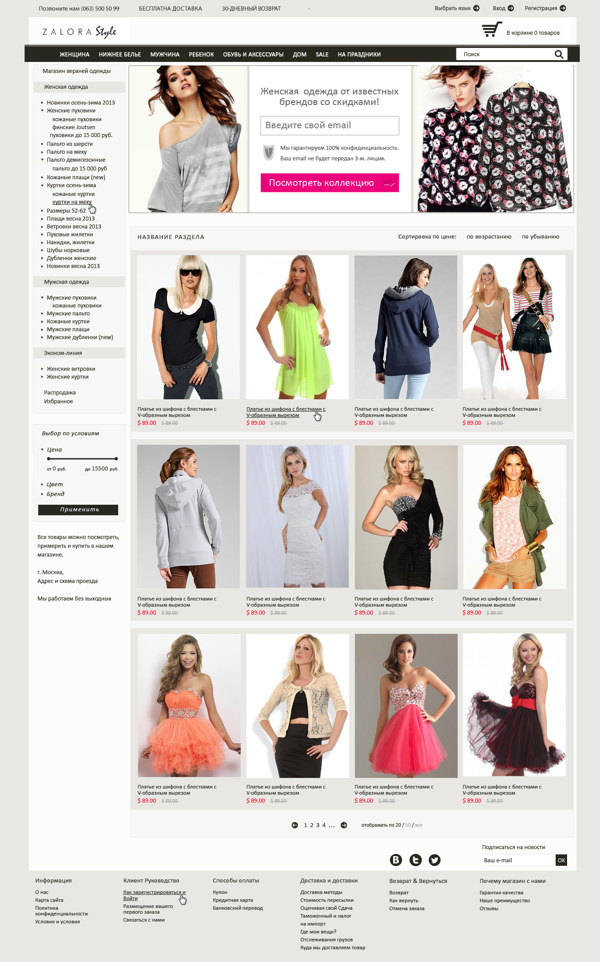 Позвоните нам (063) 500 50 99
БЕСПЛАТНА ДОСТАВКА
30-ДНЕВНЫЙ ВОЗВРАТ
Выбрать язык
Вход
Регистрация
ZALORA Style
В корзине 0 товаров
ЖЕНЩИНА НИЖНЕЕ БЕЛЬЕ МУЖЧИНА РЕБЕНОК ОБУВЬ И АКСЕССУАРЫ ДОМ SALE НА ПРАЗДНИКИ
Поиск
Магазин верхней одежды
Женская одежда
Новинки осень-зима 2013
Женские пуховики
кожаные пуховики
финские Joutsen
пуховики до 15 000 руб.
Пальто из шерсти
Пальто на меху
Пальто демисезонные
пальто до 15 000 руб
Кожаные плащи (new)
Куртки осень-зима
кожаные куртки
куртки на меху
Размеры 52-62
Плащи весна 2013
Ветровки весна 2013
Пуховые жилетки
Накидки, жилетки
Шубы норковые
Дубленки женские
Новинки весна 2013
Мужская одежда
Мужские пуховики
кожаные пуховики
Мужские пальто
Кожаные куртки
Мужские плащи
Мужские дубленки (new)
Эконом-линия
Женские ветровки
Женские куртки
Распродажа
Избранное
Выбор по условиям
Цена
от 0 руб
до 15500 руб.
Цвет
Бренд
Применить
Все товары можно посмотреть,
примерить и купить в нашем
магазине.
г. Москва,
Адрес и схема проезда
Мы работаем без выходных
Женская одежда от известных
брендов со скидками!
Введите свой email
Мы гарантируем 100% конфиденциальность.
Ваш email не будет передан 3-м. лицам.
Посмотреть коллекцию
НАЗВАНИЕ РАЗДЕЛА
Сортировка по цене:
по возрастанию
по убыванию
Платье из шифона с блестками с
V-образным вырезом
$ 89.00 $ 89.00
Платье из шифона с блестками с
V-образным вырезом
$ 89.00 $ 89.00
Платье из шифона с блестками с
V-образным вырезом
$ 89.00 $ 89.00
Платье из шифона с блестками с
V-образным вырезом
$ 89.00 $ 89.00
Платье из шифона с блестками с
V-образным вырезом
$ 89.00 $ 89.00
Платье из шифона с блестками с
V-образным вырезом
$ 89.00 $ 89.00
Платье из шифона с блестками с
V-образным вырезом
$ 89.00 $ 89.00
Платье из шифона с блестками с
V-образным вырезом
$ 89.00 $ 89.00
Платье из шифона с блестками с
V-образным вырезом
$ 89.00 $ 89.00
Платье из шифона с блестками с
V-образным вырезом
$ 89.00 $ 89.00
Платье из шифона с блестками с
V-образным вырезом
$ 89.00 $ 89.00
Платье из шифона с блестками с
V-образным вырезом
$ 89.00 $ 89.00
1 2 3 4 ...
отображать по 20 / 50 / все
Подписаться на новости
B t
Ваш e-mail
OK
Информация
О нас
Карта сайта
Политика
конфиденциальности
Условия и условия
Клиент Руководство
Как зарегистрироваться и
Войти
Размещение вашего
первого заказа
Связаться с нами
Способы оплаты
Купон
Кредитная карта
Банковский перевод
Доставка и доставки
Доставка методы
Стоимость пересылки
Оценивая свой Сдача
Таможенный и налог
на импорт
Где мои вещи?
Отслеживания грузов
Куда мы доставляем товар
Возврат & Вернуться
Возврат
Как вернуть
Отмена заказа
Почему магазин с нами
Гарантия качества
Наше преимущество
Отзывы